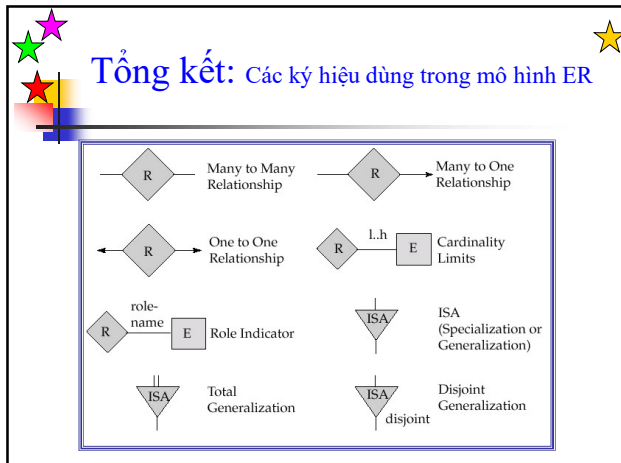 Tổng kết: Các ký hiệu dùng trong mô hình ER
R
Many to Many
Relationship
R
Many to One
Relationship
R
One to One
Relationship
R
l..h
E
Cardinality
Limits
R
role-
name
E
Role Indicator
ISA
ISA
(Specialization or
Generalization)
ISA
Total
Generalization
ISA
disjoint
Disjoint
Generalization